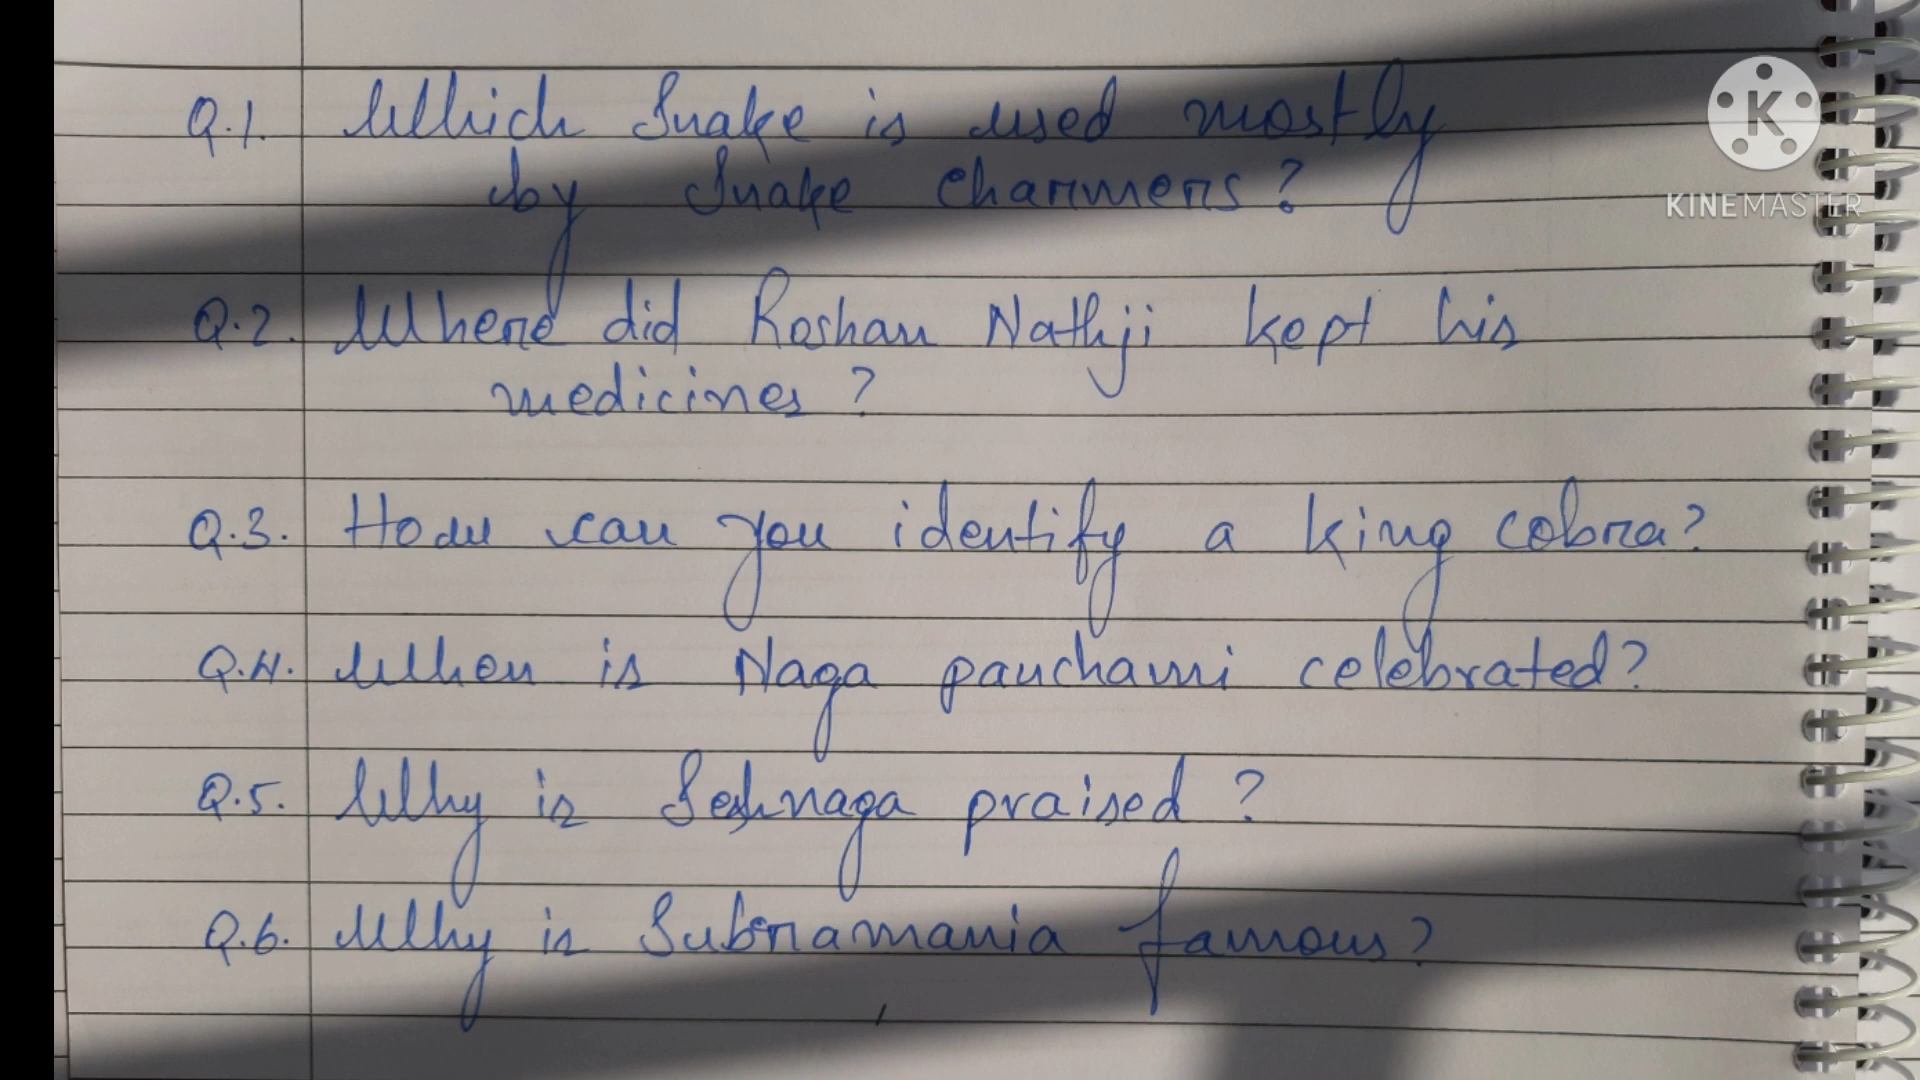 Q.1. Which Snake is used mostly
by Snake Charmers?
KINEMASTER
Q.2. Where did Roshan Nathji kept his
medicines?
Q.3. How can you identify a king cobra?
Q.4. When is Naga panchami celebrated?
Q.5. Why is Seshnaga praised?
Q.6. Why is Subramania famous?